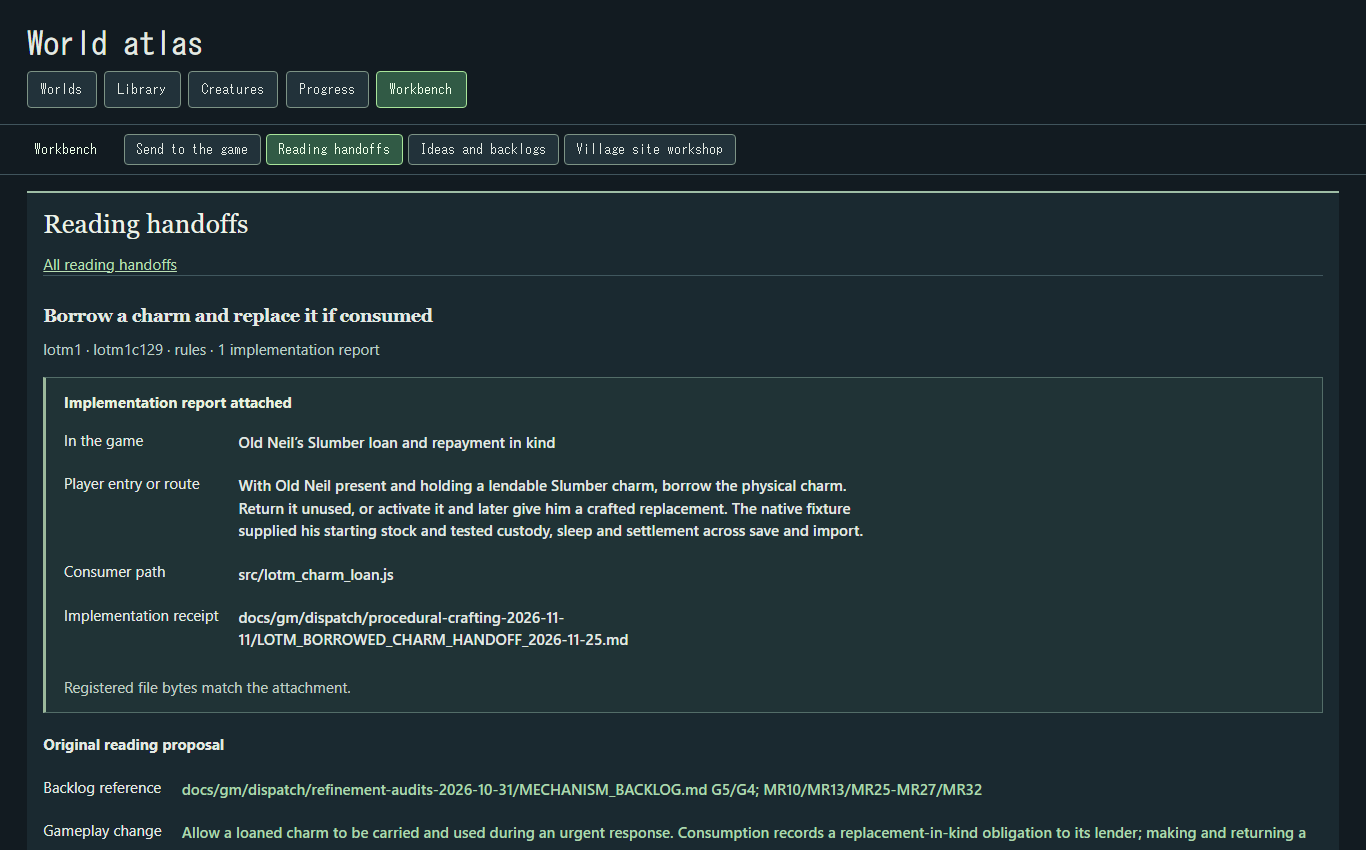 World atlas
Worlds
Library
Creatures
Progress
Workbench
Workbench
Send to the game
Reading handoffs
Ideas and backlogs
Village site workshop
Reading handoffs
All reading handoffs
Borrow a charm and replace it if consumed
lotm1 · lotm1c129 · rules · 1 implementation report
Implementation report attached
In the game
Old Neil’s Slumber loan and repayment in kind
Player entry or route
With Old Neil present and holding a lendable Slumber charm, borrow the physical charm.
Return it unused, or activate it and later give him a crafted replacement. The native fixture
supplied his starting stock and tested custody, sleep and settlement across save and import.
Consumer path
src/lotm_charm_loan.js
Implementation receipt
docs/gm/dispatch/procedural-crafting-2026-11-
11/LOTM_BORROWED_CHARM_HANDOFF_2026-11-25.md
Registered file bytes match the attachment.
Original reading proposal
Backlog reference
docs/gm/dispatch/refinement-audits-2026-10-31/MECHANISM_BACKLOG.md G5/G4; MR10/MR13/MR25-MR27/MR32
Gameplay change
Allow a loaned charm to be carried and used during an urgent response. Consumption records a replacement-in-kind obligation to its lender; making and returning a